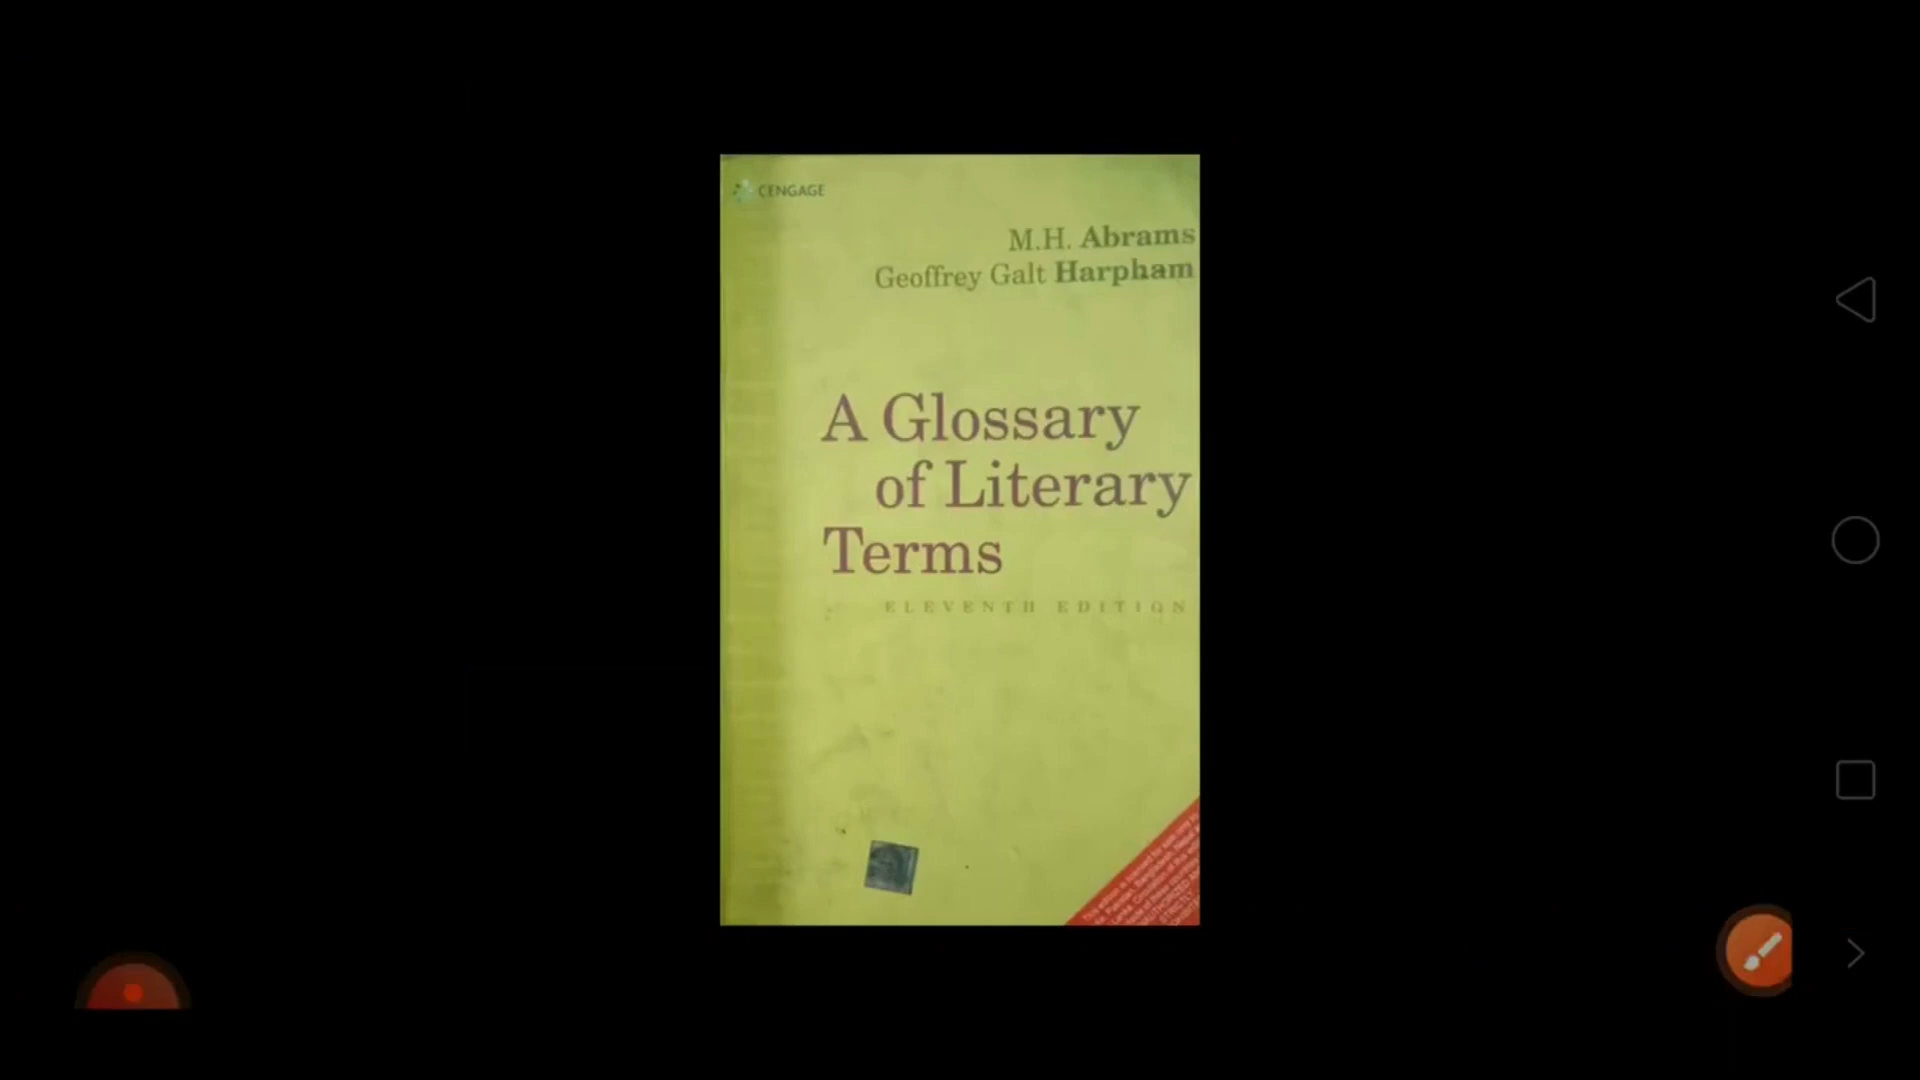 CENGAGE
M.H. Abrams
Geoffrey Galt Harpham
A Glossary
of Literary
Terms
ELEVENTH EDITION